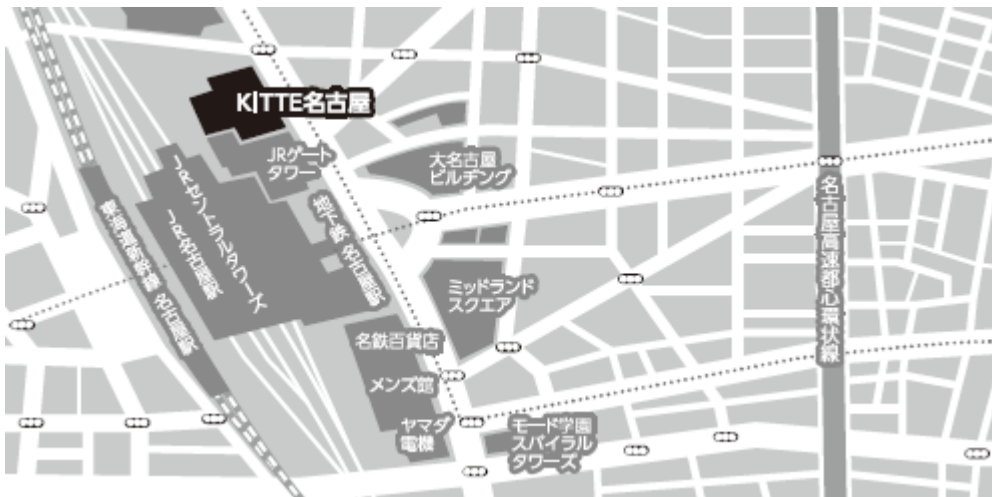 KITTE名古屋
JRゲート
タワー
大名古屋
ビルヂング
JRセントラルタワーズ
JR名古屋駅
地下鉄 名古屋駅
東海道新幹線 名古屋駅
名古屋高速都心環状線
ミッドランド
スクエア
名鉄百貨店
メンズ館
ヤマダ
電機
モード学園
スパイラル
タワーズ